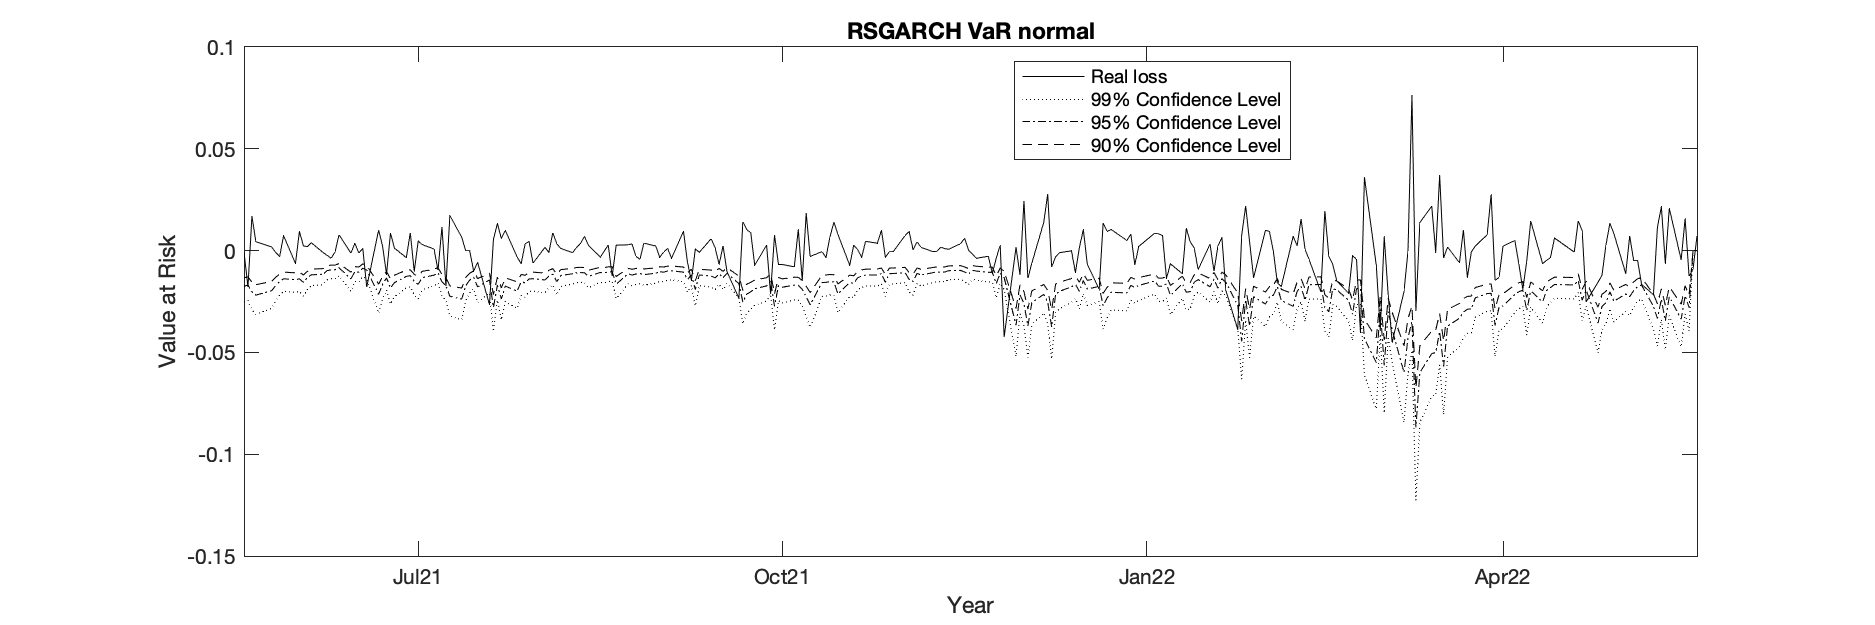 RSGARCH VaR normal
0.1
0.05
0
-0.05
-0.1
-0.15
Value at Risk
Real loss
99% Confidence Level
95% Confidence Level
90% Confidence Level
Jul21
Oct21
Jan22
Apr22
Year